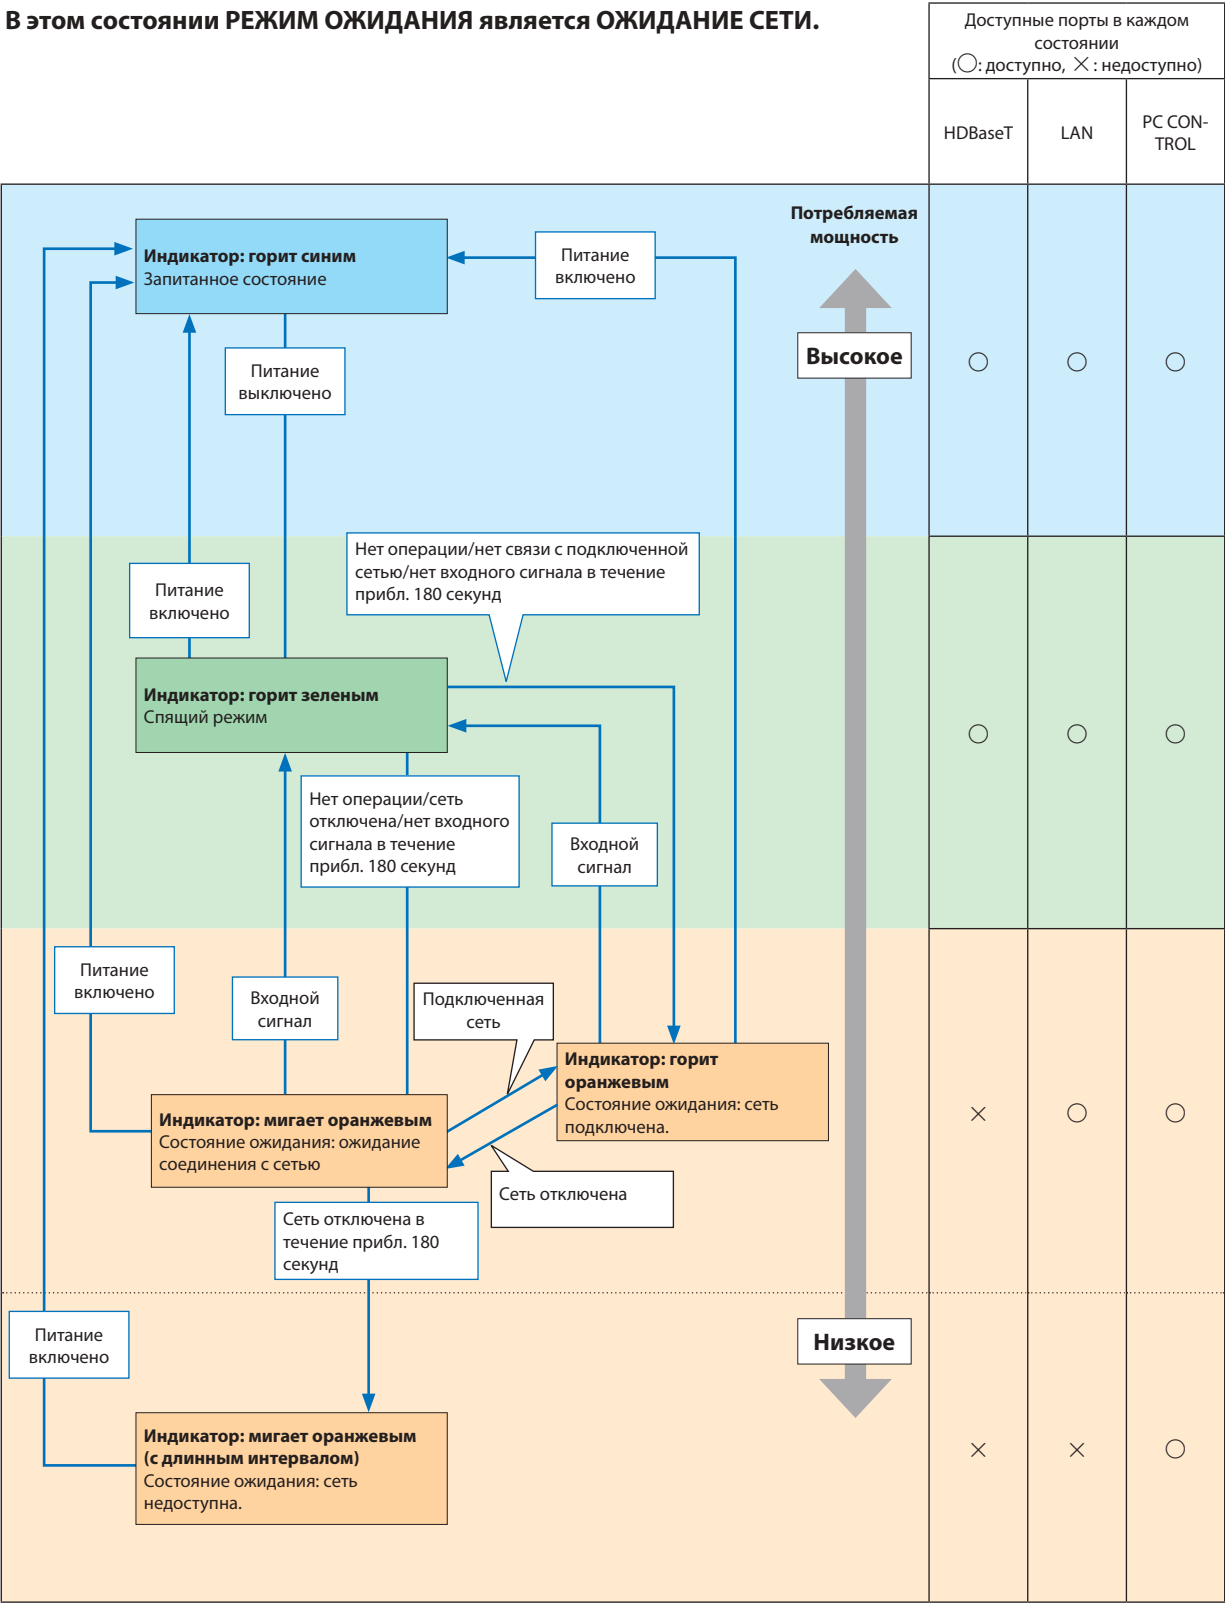 В этом состоянии РЕЖИМ ОЖИДАНИЯ является ОЖИДАНИЕ СЕТИ.
Доступные порты в каждом
состоянии
(○: доступно, ×: недоступно)
HDBaseT
LAN
PC CON-
TROL
Потребляемая
мощность
Индикатор: горит синим
Запитанное состояние
Питание
включено
Высокое
○
○
○
Питание
выключено
Нет операции/нет связи с подключенной
сетью/нет входного сигнала в течение
прибл. 180 секунд
Питание
включено
Индикатор: горит зеленым
Спящий режим
○
○
○
Нет операции/сеть
отключена/нет входного
сигнала в течение
прибл. 180 секунд
Входной
сигнал
Питание
включено
Входной
сигнал
Подключенная
сеть
Индикатор: горит
оранжевым
Состояние ожидания: сеть
подключена.
×
○
○
Индикатор: мигает оранжевым
Состояние ожидания: ожидание
соединения с сетью
Сеть отключена
Сеть отключена в
течение прибл. 180
секунд
Питание
включено
Низкое
Индикатор: мигает оранжевым
(с длинным интервалом)
Состояние ожидания: сеть
недоступна.
×
×
○